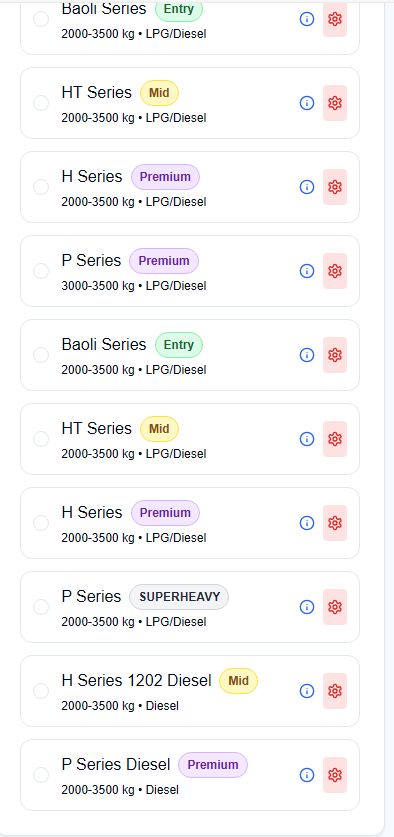 Baoli Series Entry
2000-3500 kg • LPG/Diesel
HT Series Mid
2000-3500 kg • LPG/Diesel
H Series Premium
2000-3500 kg • LPG/Diesel
P Series Premium
3000-3500 kg • LPG/Diesel
Baoli Series Entry
2000-3500 kg • LPG/Diesel
HT Series Mid
2000-3500 kg • LPG/Diesel
H Series Premium
2000-3500 kg • LPG/Diesel
P Series SUPERHEAVY
2000-3500 kg • LPG/Diesel
H Series 1202 Diesel Mid
2000-3500 kg • Diesel
P Series Diesel Premium
2000-3500 kg • Diesel